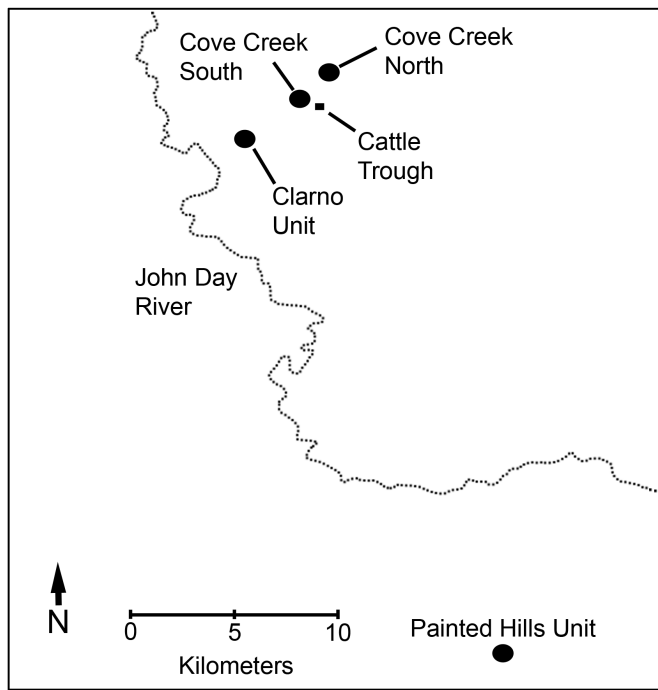 Cove Creek
South
Cove Creek
North
Cattle
Trough
Clarno
Unit
John Day
River
N
0 5 10
Kilometers
Painted Hills Unit